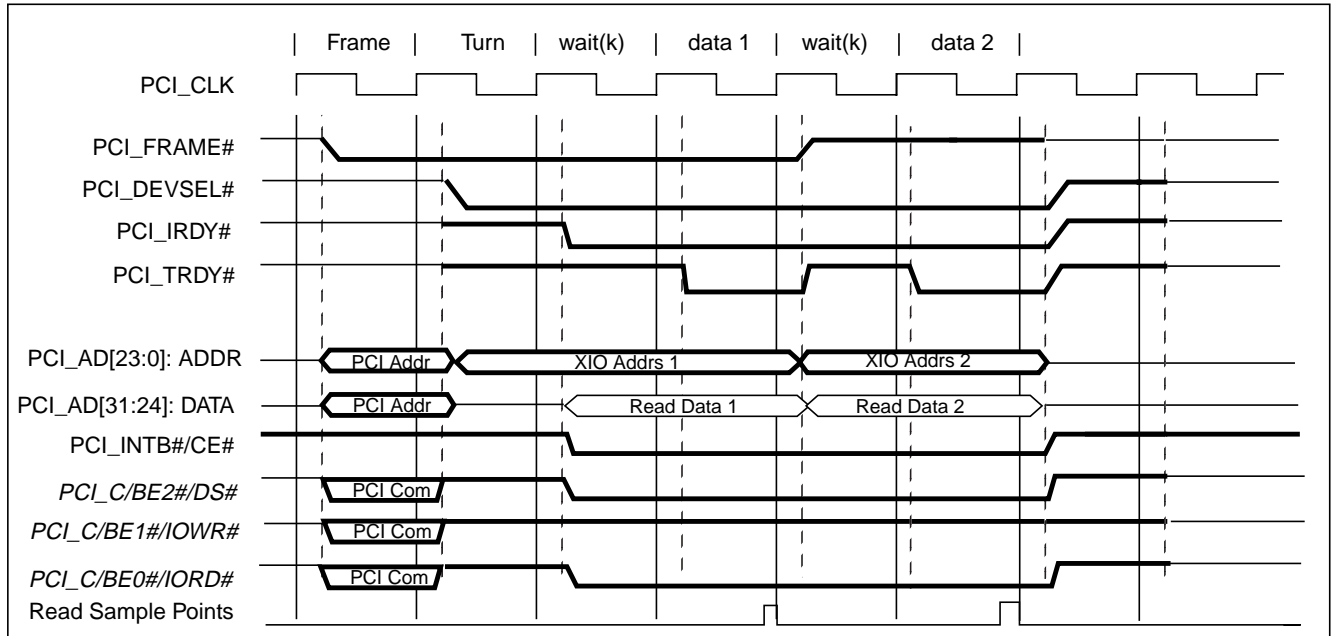 | Frame | Turn | wait(k) | data 1 | wait(k) | data 2 |
PCI_CLK
PCI_FRAME#
PCI_DEVSEL#
PCI_IRDY#
PCI_TRDY#
PCI_AD[23:0]: ADDR PCI Addr XIO Addrs 1 XIO Addrs 2
PCI_AD[31:24]: DATA PCI Addr Read Data 1 Read Data 2
PCI_INTB#/CE#
PCI_C/BE2#/DS# PCI Com
PCI_C/BE1#/IOWR# PCI Com
PCI_C/BE0#/IORD# PCI Com
Read Sample Points